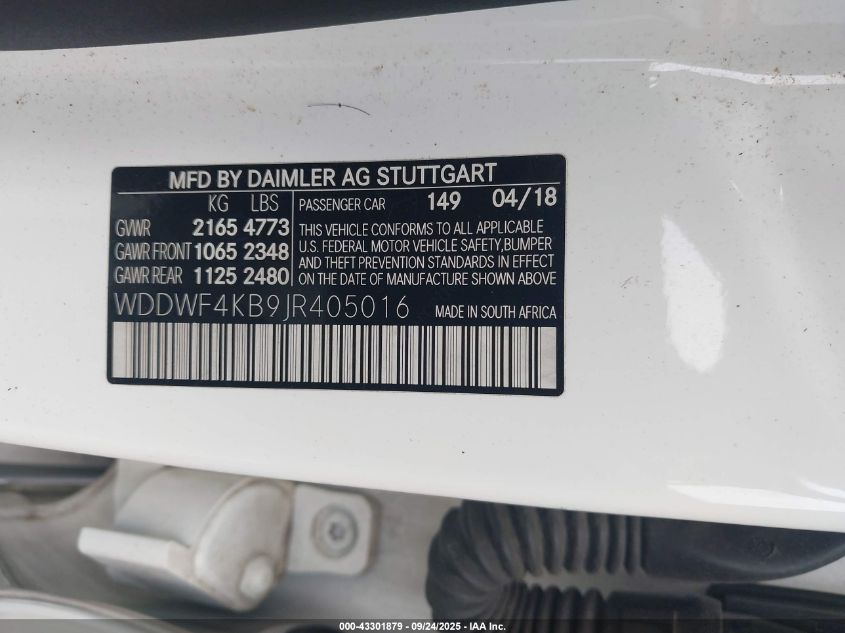 MFD BY DAIMLER AG STUTTGART
KG LBS
GVWR 2165 4773
GAWR FRONT 1065 2348
GAWR REAR 1125 2480
PASSENGER CAR 149 04/18
THIS VEHICLE CONFORMS TO ALL APPLICABLE
U.S. FEDERAL MOTOR VEHICLE SAFETY,BUMPER
AND THEFT PREVENTION STANDARDS IN EFFECT
ON THE DATE OF MANUFACTURE SHOWN ABOVE
WDDWF4KB9JR405016 MADE IN SOUTH AFRICA
000-43301879 - 09/24/2025 - IAA Inc.